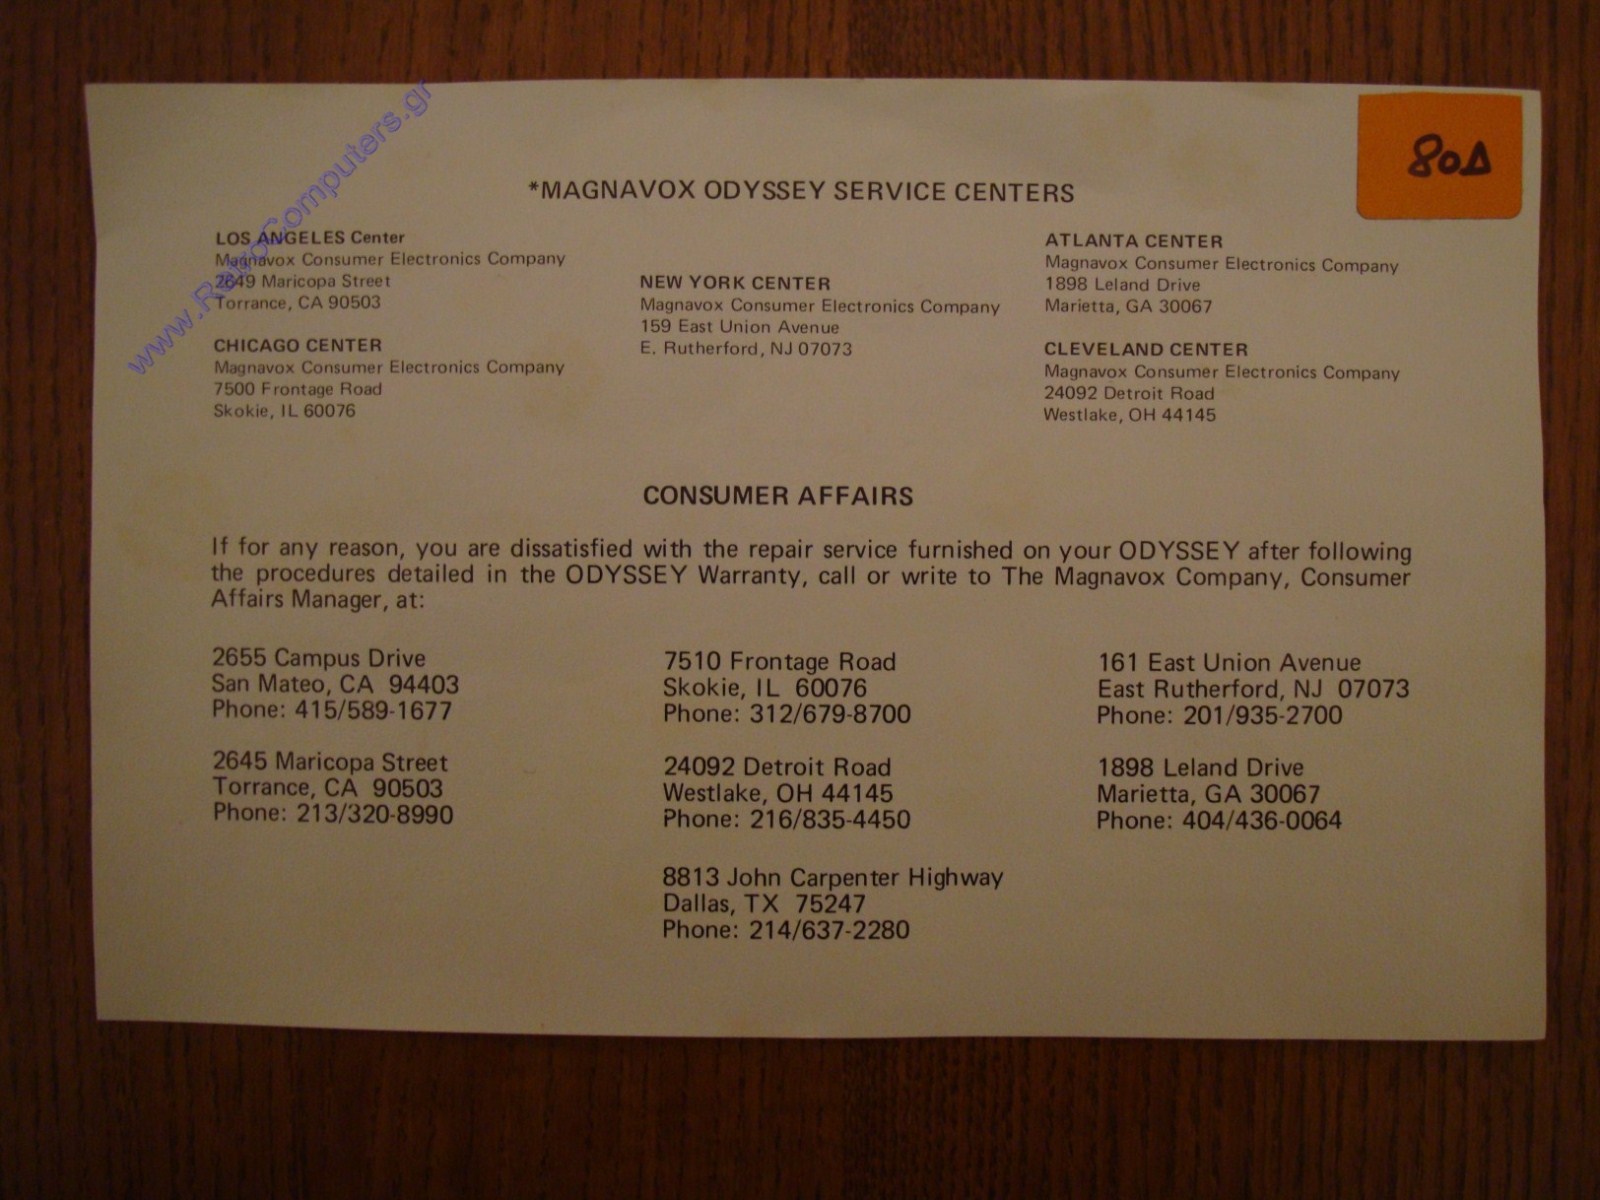 www.RetroComputers.gr
80Δ
*MAGNAVOX ODYSSEY SERVICE CENTERS
LOS ANGELES Center
Magnavox Consumer Electronics Company
2649 Maricopa Street
Torrance, CA 90503
CHICAGO CENTER
Magnavox Consumer Electronics Company
7500 Frontage Road
Skokie, IL 60076
NEW YORK CENTER
Magnavox Consumer Electronics Company
159 East Union Avenue
E. Rutherford, NJ 07073
ATLANTA CENTER
Magnavox Consumer Electronics Company
1898 Leland Drive
Marietta, GA 30067
CLEVELAND CENTER
Magnavox Consumer Electronics Company
24092 Detroit Road
Westlake, OH 44145
CONSUMER AFFAIRS
If for any reason, you are dissatisfied with the repair service furnished on your ODYSSEY after following
the procedures detailed in the ODYSSEY Warranty, call or write to The Magnavox Company, Consumer
Affairs Manager, at:
2655 Campus Drive
San Mateo, CA 94403
Phone: 415/589-1677
7510 Frontage Road
Skokie, IL 60076
Phone: 312/679-8700
161 East Union Avenue
East Rutherford, NJ 07073
Phone: 201/935-2700
2645 Maricopa Street
Torrance, CA 90503
Phone: 213/320-8990
24092 Detroit Road
Westlake, OH 44145
Phone: 216/835-4450
1898 Leland Drive
Marietta, GA 30067
Phone: 404/436-0064
8813 John Carpenter Highway
Dallas, TX 75247
Phone: 214/637-2280